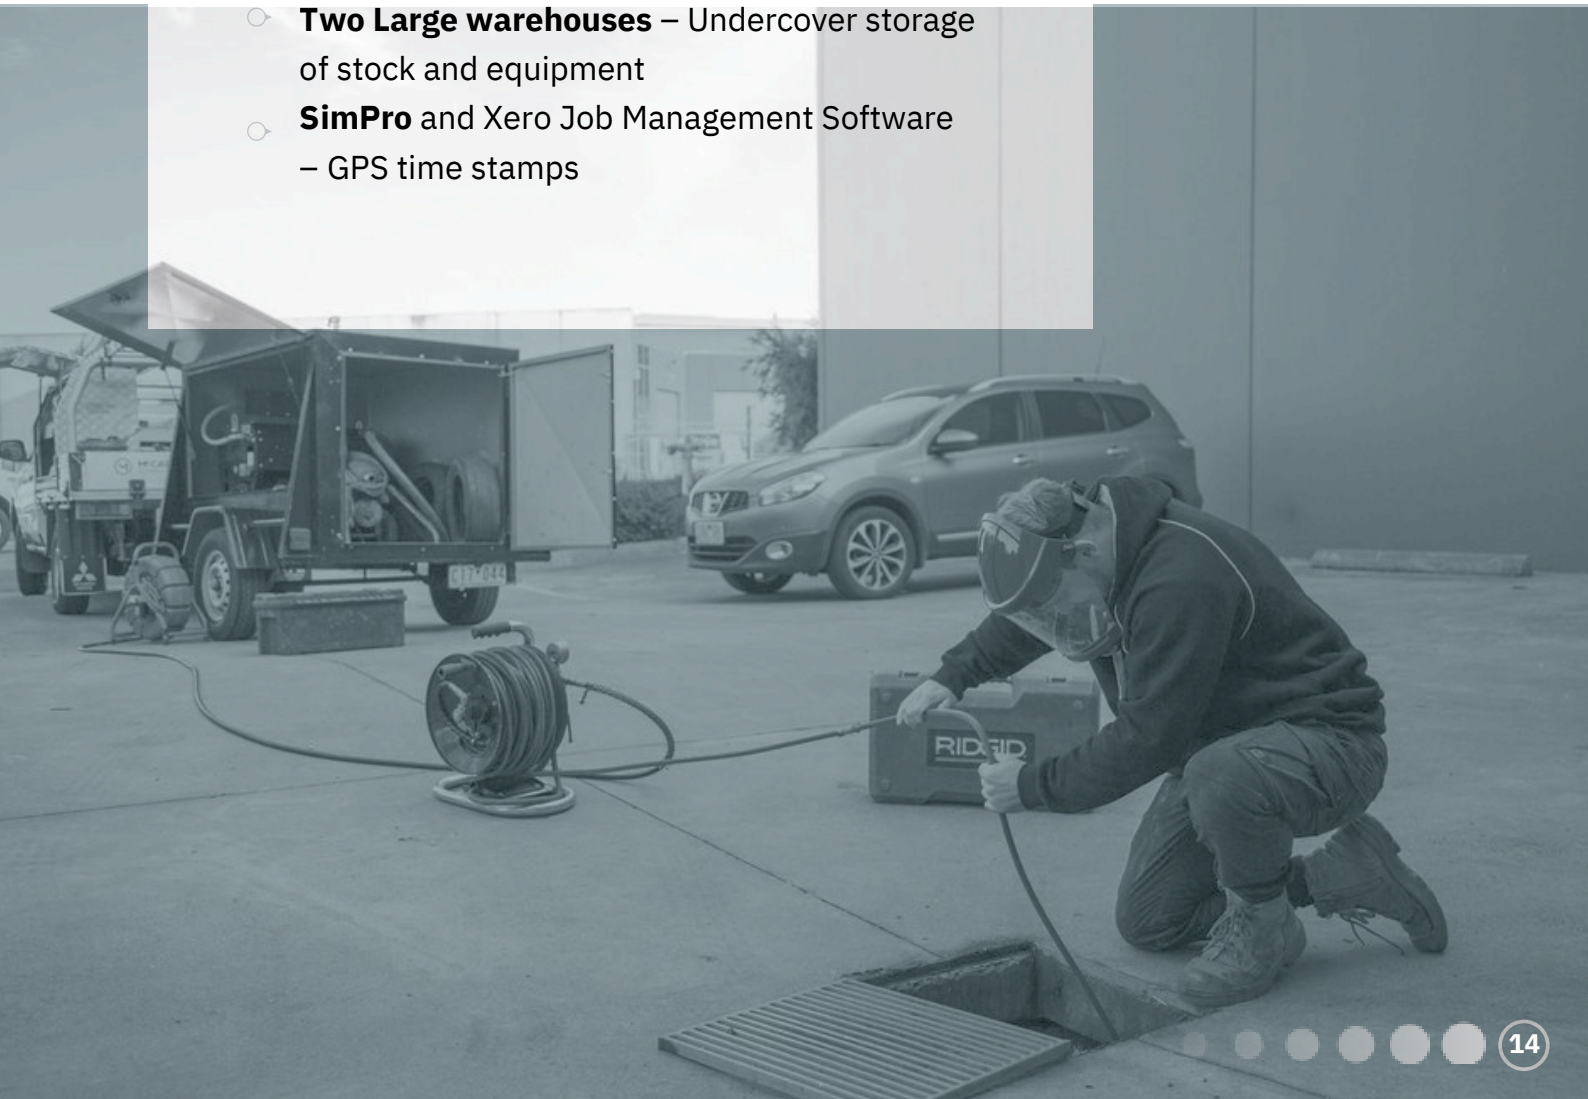 Two Large warehouses – Undercover storage
of stock and equipment
SimPro and Xero Job Management Software
– GPS time stamps
RIDGID
14